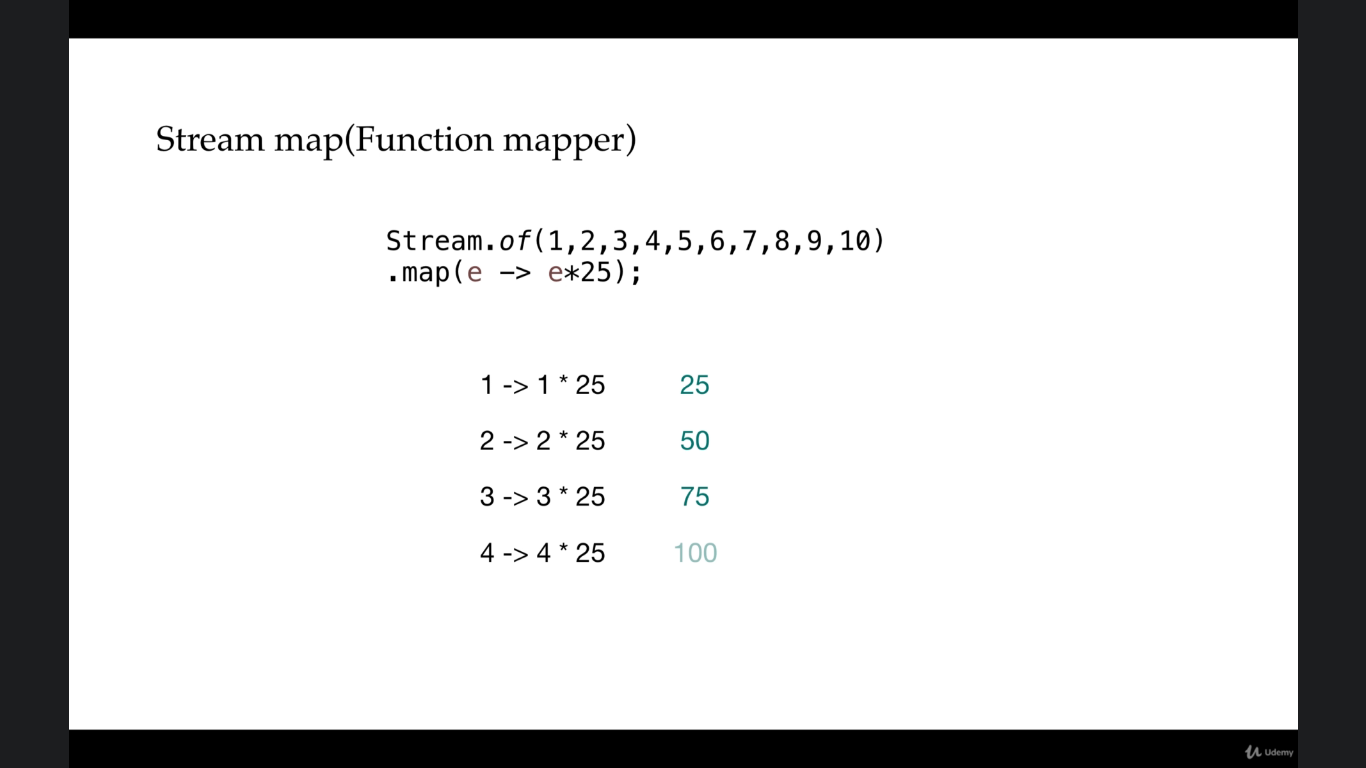 Stream map(Function mapper)
Stream.of(1,2,3,4,5,6,7,8,9,10)
.map(e -> e*25);
1 -> 1 * 25 25
2 -> 2 * 25 50
3 -> 3 * 25 75
4 -> 4 * 25 100
Udemy